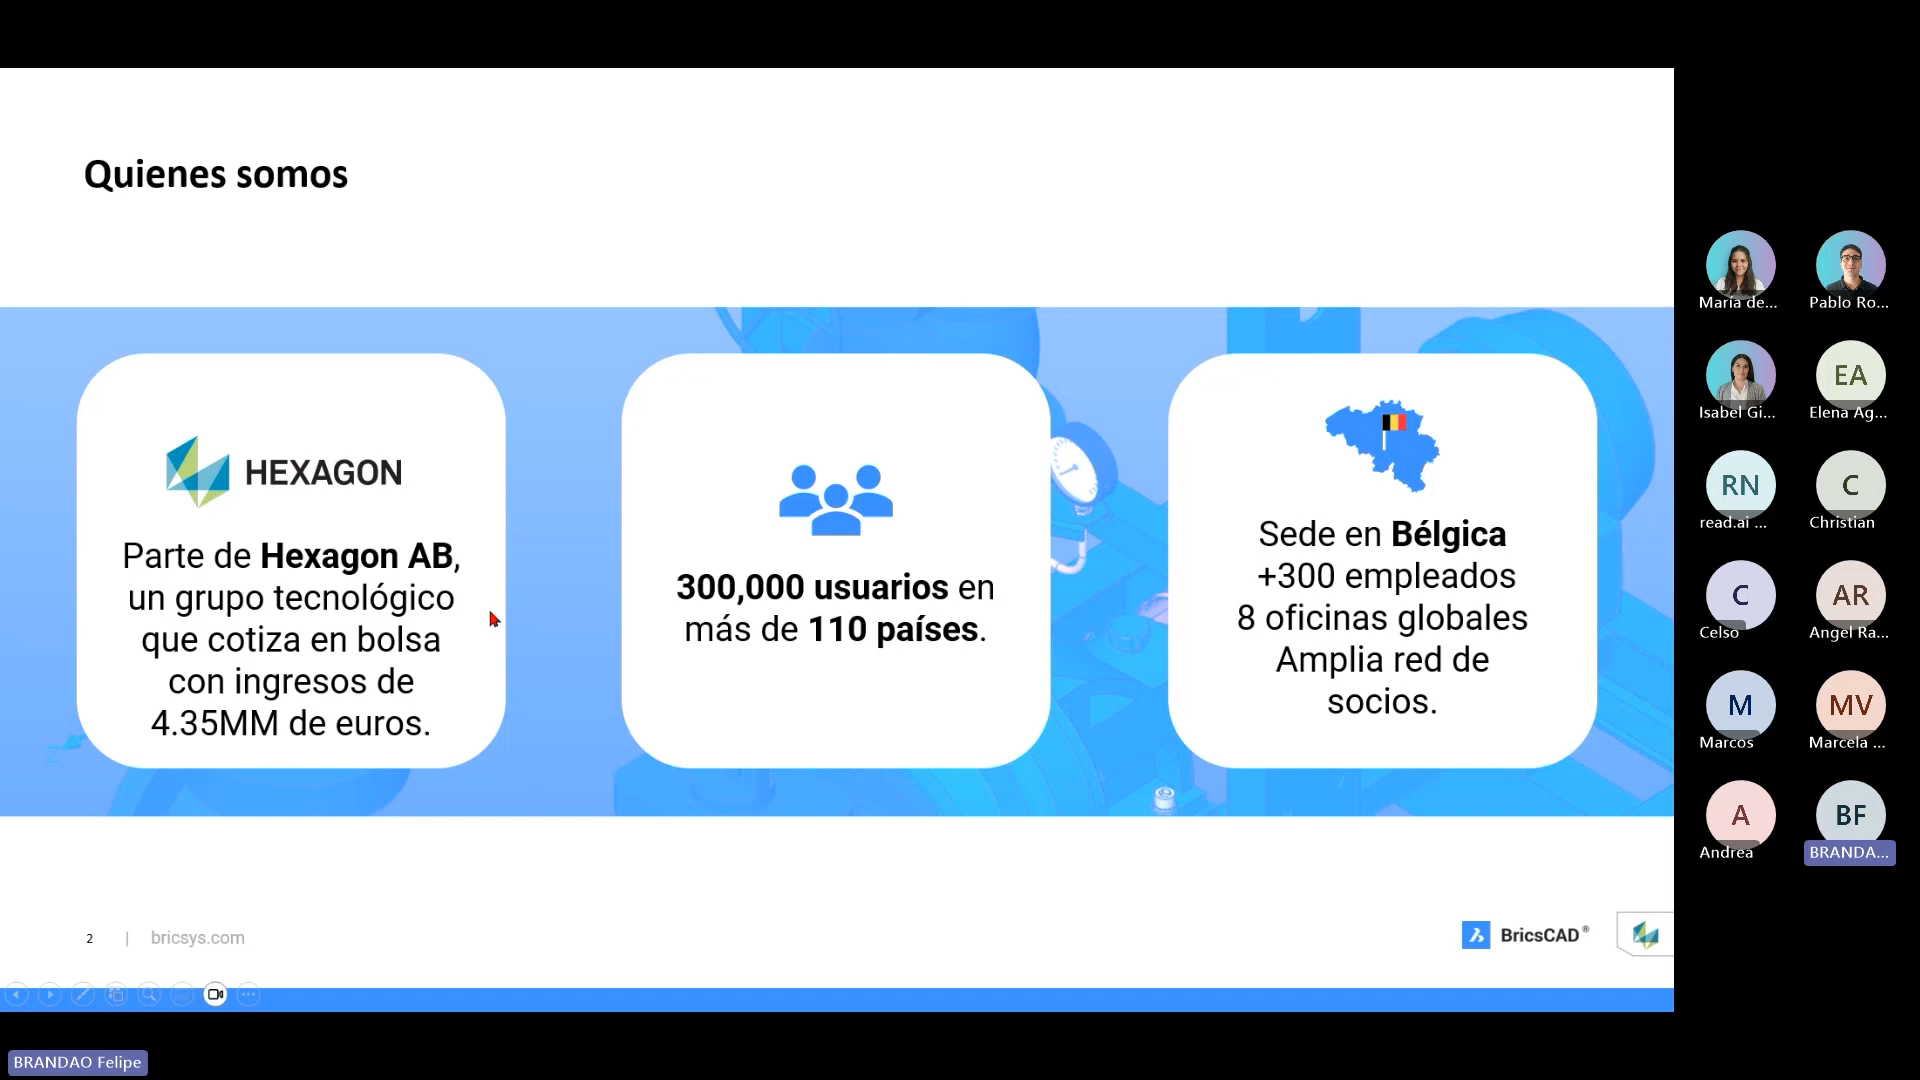 Quienes somos
HEXAGON
Parte de Hexagon AB,
un grupo tecnológico
que cotiza en bolsa
con ingresos de
4.35MM de euros.
300,000 usuarios en
más de 110 países.
Sede en Bélgica
+300 empleados
8 oficinas globales
Amplia red de
socios.
2 | bricsys.com
BricsCAD®
María de...
Pablo Ro...
Isabel Gi...
EA
Elena Ag...
RN
read.ai ...
C
Christian
C
Celso
AR
Angel Ra...
M
Marcos
MV
Marcela ...
A
Andrea
BF
BRANDA...
BRANDAO Felipe